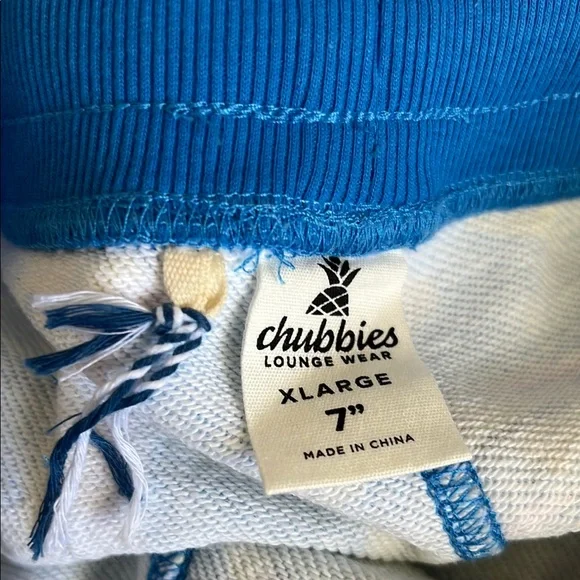 chubbies
LOUNGE WEAR
XLARGE
7”
MADE IN CHINA